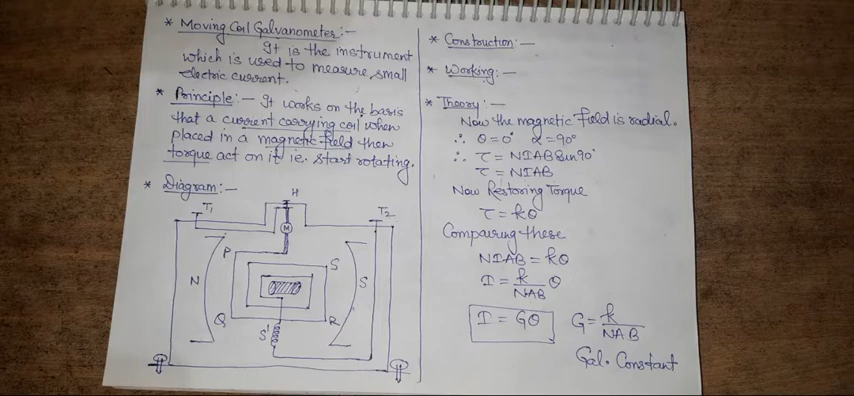 * Moving Coil Galvanometer:-
It is the instrument
which is used to measure small
electric current.
* Principle:- It works on the basis
that a current carrying coil when
placed in a magnetic field then
torque act on it ie. start rotating.
* Diagram:-
H
T₁
T₂
M
P
S
N
S
Q
R
S'
* Construction:-
* Working:-
* Theory:-
Now the magnetic field is radial.
∴ θ=0° α=90°
∴ τ = NIAB Sin90°
τ = NIAB
Now Restoring Torque
τ = kθ
Comparing these
NIAB = kθ
I = k/NAB θ
I = Gθ G = k/NAB
Gal. Constant